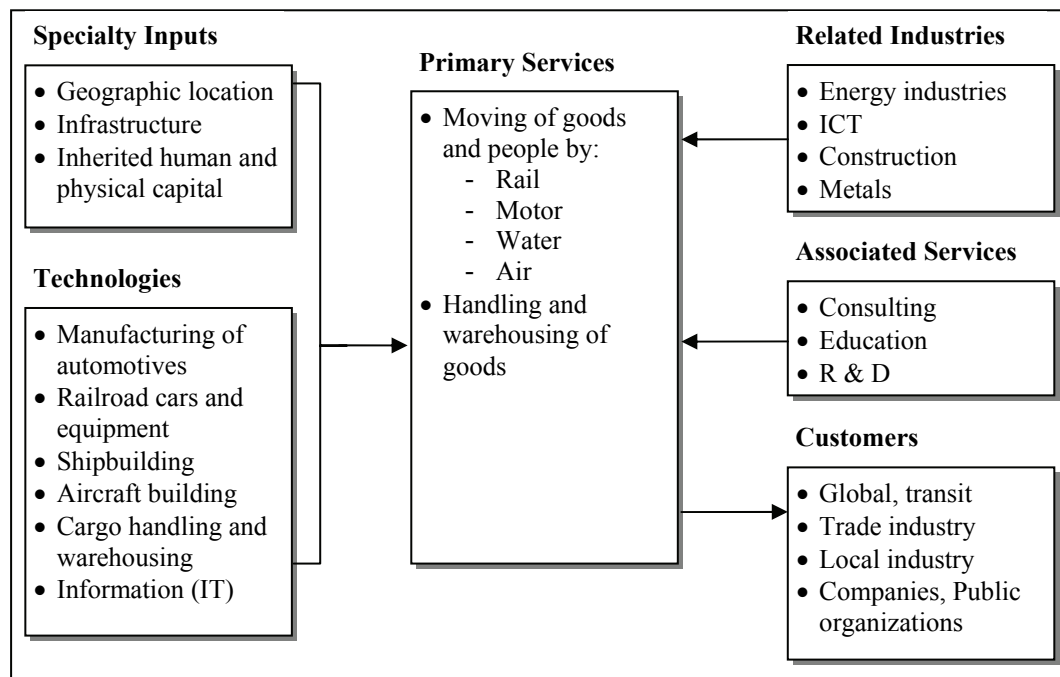 Specialty Inputs
• Geographic location
• Infrastructure
• Inherited human and
physical capital
Technologies
• Manufacturing of
automotives
• Railroad cars and
equipment
• Shipbuilding
• Aircraft building
• Cargo handling and
warehousing
• Information (IT)
Primary Services
• Moving of goods
and people by:
- Rail
- Motor
- Water
- Air
• Handling and
warehousing of
goods
Related Industries
• Energy industries
• ICT
• Construction
• Metals
Associated Services
• Consulting
• Education
• R & D
Customers
• Global, transit
• Trade industry
• Local industry
• Companies, Public
organizations